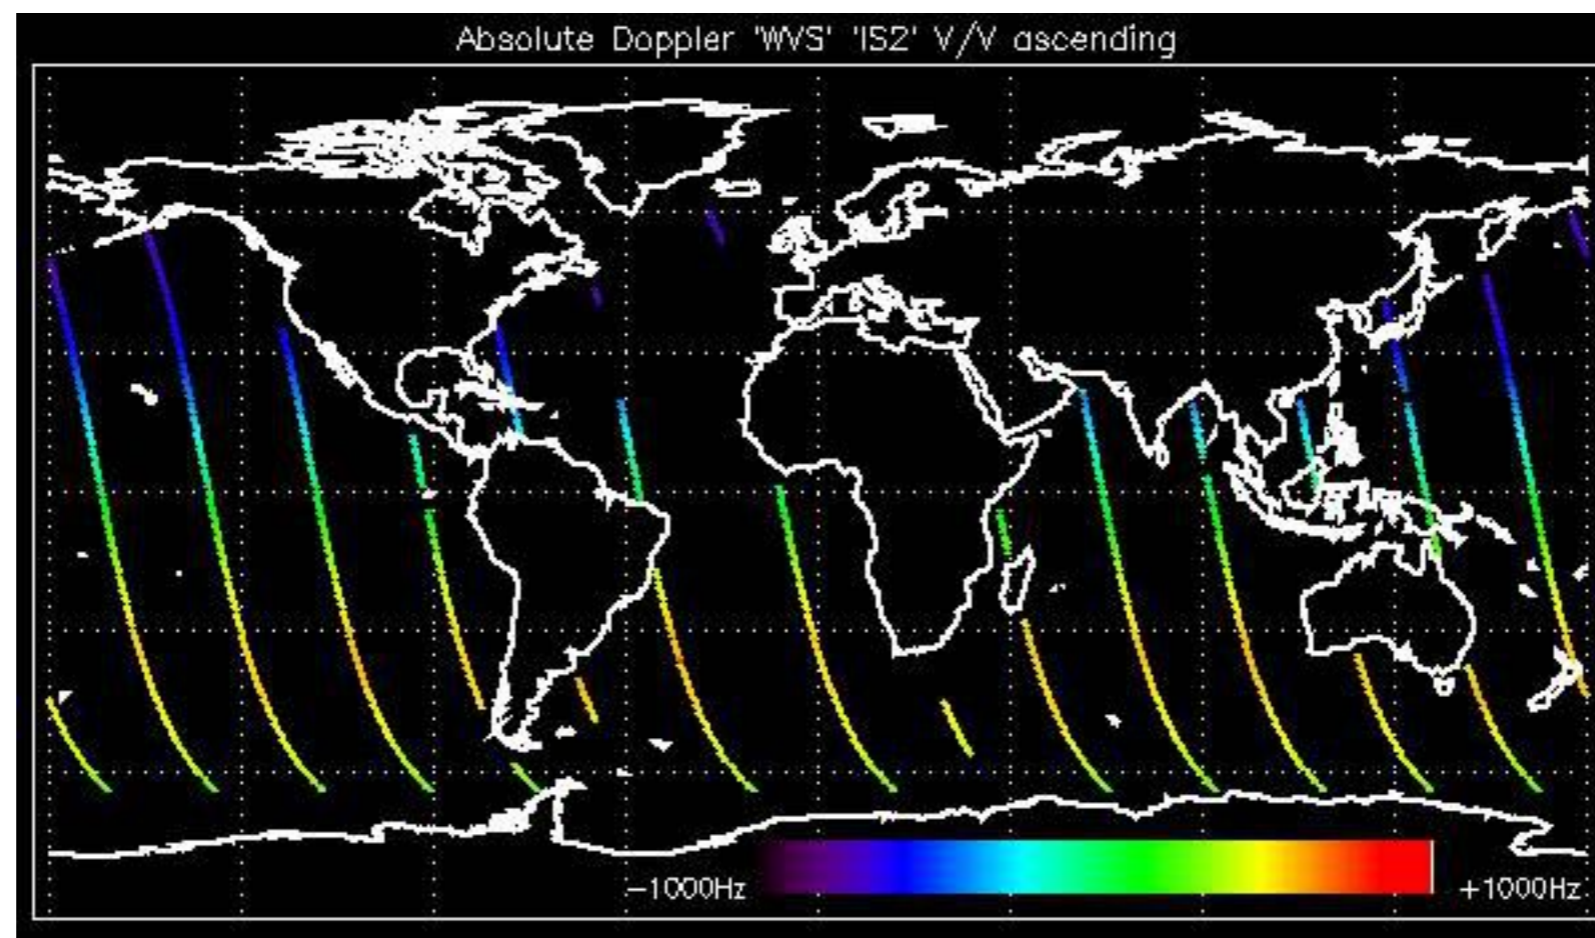 Absolute Doppler 'WVS' 'IS2' V/V ascending
−1000Hz
+1000Hz